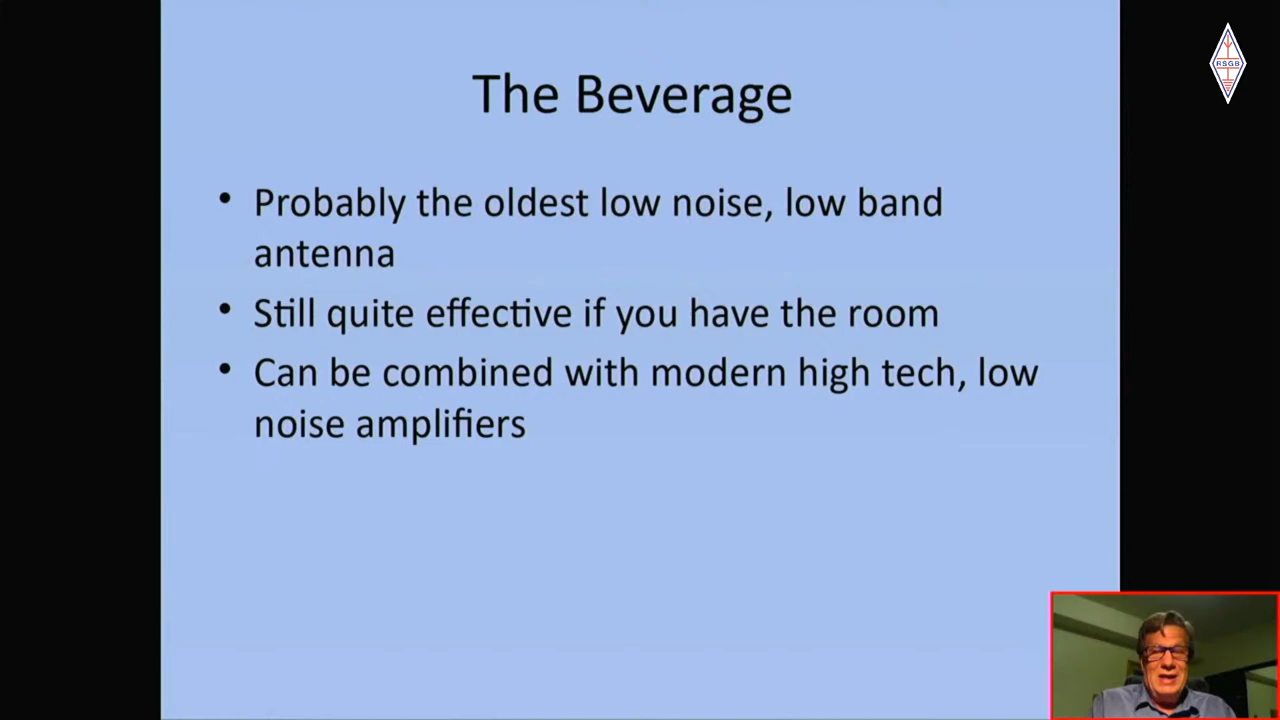 RSGB
The Beverage
• Probably the oldest low noise, low band
antenna
• Still quite effective if you have the room
• Can be combined with modern high tech, low
noise amplifiers